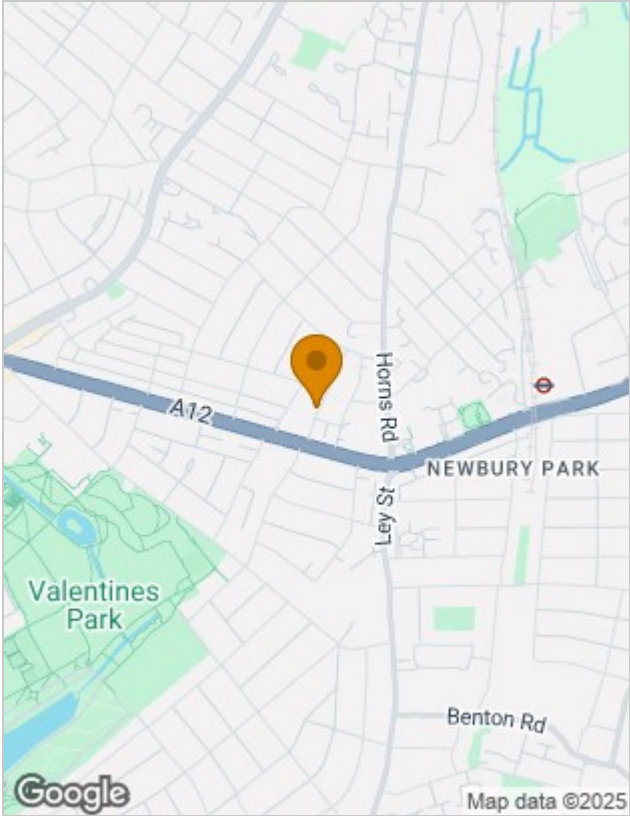 Horns Rd
A12
NEWBURY PARK
Ley St
Valentines
Park
Benton Rd
Google
Map data ©2025